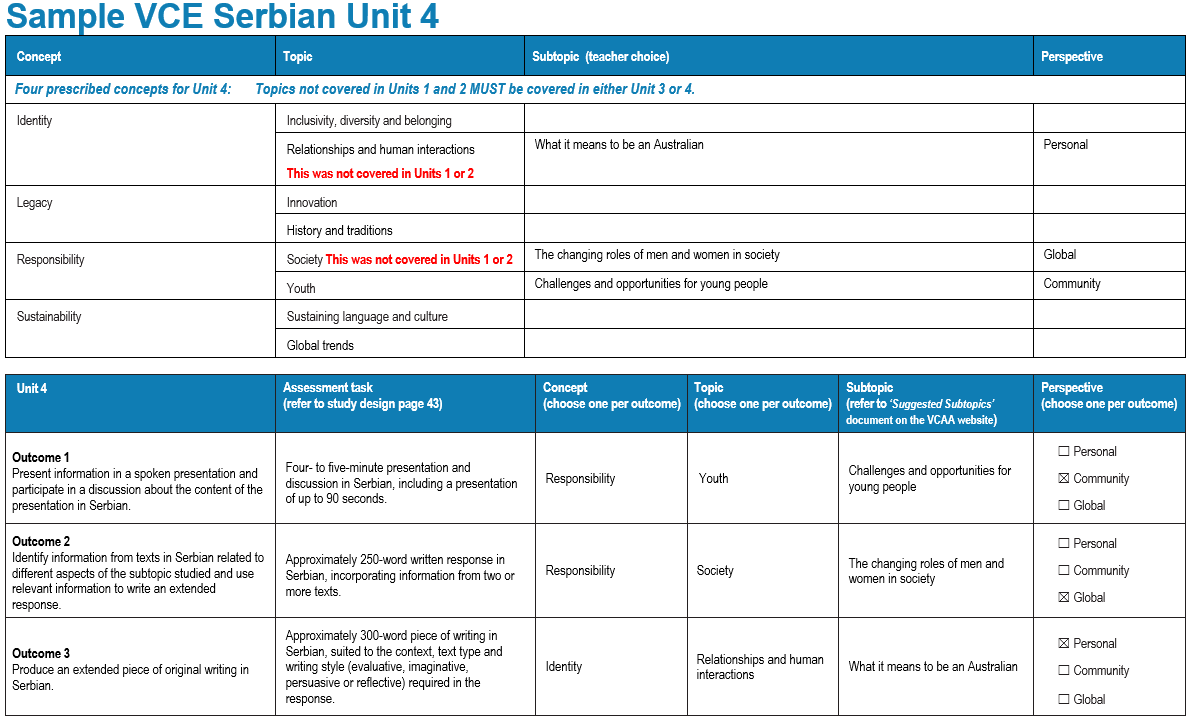 Sample VCE Serbian Unit 4
Concept
Topic
Subtopic (teacher choice)
Perspective
Four prescribed concepts for Unit 4: Topics not covered in Units 1 and 2 MUST be covered in either Unit 3 or 4.
Identity
Inclusivity, diversity and belonging
Relationships and human interactions
This was not covered in Units 1 or 2
What it means to be an Australian
Personal
Legacy
Innovation
History and traditions
Responsibility
Society This was not covered in Units 1 or 2
The changing roles of men and women in society
Global
Youth
Challenges and opportunities for young people
Community
Sustainability
Sustaining language and culture
Global trends
Unit 4
Assessment task
(refer to study design page 43)
Concept
(choose one per outcome)
Topic
(choose one per outcome)
Subtopic
(refer to ‘Suggested Subtopics’
document on the VCAA website)
Perspective
(choose one per outcome)
Outcome 1
Present information in a spoken presentation and
participate in a discussion about the content of the
presentation in Serbian.
Four- to five-minute presentation and
discussion in Serbian, including a presentation
of up to 90 seconds.
Responsibility
Youth
Challenges and opportunities for
young people
☐ Personal
☒ Community
☐ Global
Outcome 2
Identify information from texts in Serbian related to
different aspects of the subtopic studied and use
relevant information to write an extended
response.
Approximately 250-word written response in
Serbian, incorporating information from two or
more texts.
Responsibility
Society
The changing roles of men and
women in society
☐ Personal
☐ Community
☒ Global
Outcome 3
Produce an extended piece of original writing in
Serbian.
Approximately 300-word piece of writing in
Serbian, suited to the context, text type and
writing style (evaluative, imaginative,
persuasive or reflective) required in the
response.
Identity
Relationships and human
interactions
What it means to be an Australian
☒ Personal
☐ Community
☐ Global